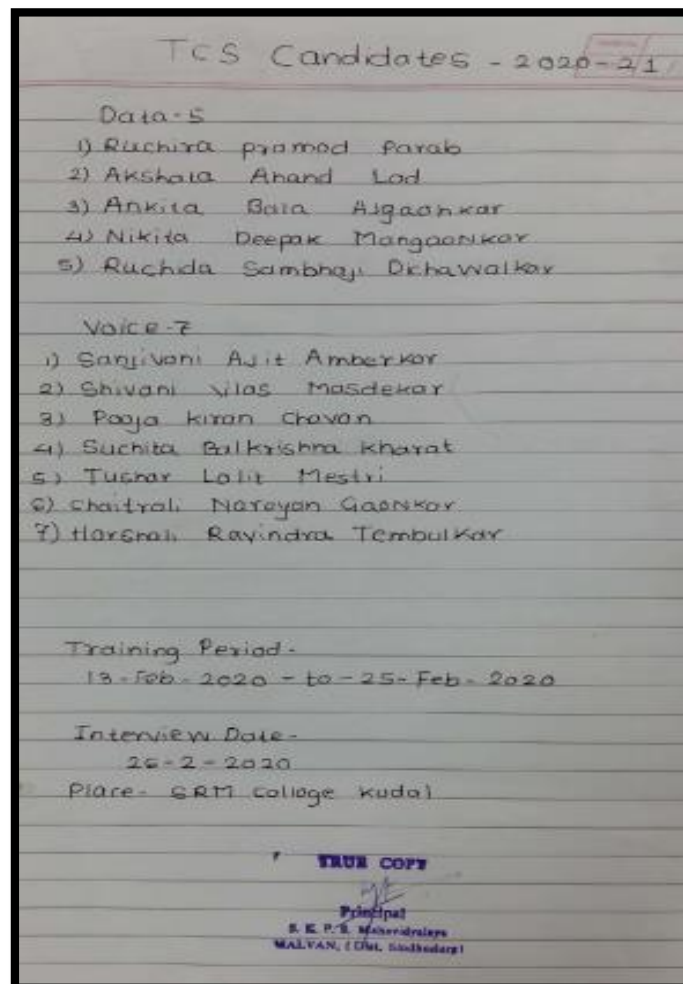 TCS Candidates - 2020-21
Data-5
1) Ruchira pramod Parab
2) Akshata Anand Lad
3) Ankita Bala Ajgaonkar
4) Nikita Deepak Mangaonkar
5) Ruchida Sambhaji Dichawalkar
Voice-7
1) Sanjivani Ajit Amberkar
2) Shivani Vilas Masdekar
3) Pooja kiran Chavan
4) Suchita Balkrishna kharat
5) Tushar Lalit Mestri
6) Chaitrali Narayan Gaonkar
7) Harshali Ravindra Tembulkar
Training Period-
13-Feb-2020-to-25-Feb-2020
Interview Date-
26-2-2020
Place- SRM College Kudal
TRUE COPY
Principal
S. K. P. S. Mahavidyalaya
MALVAN, (Dist. Sindhudurg)